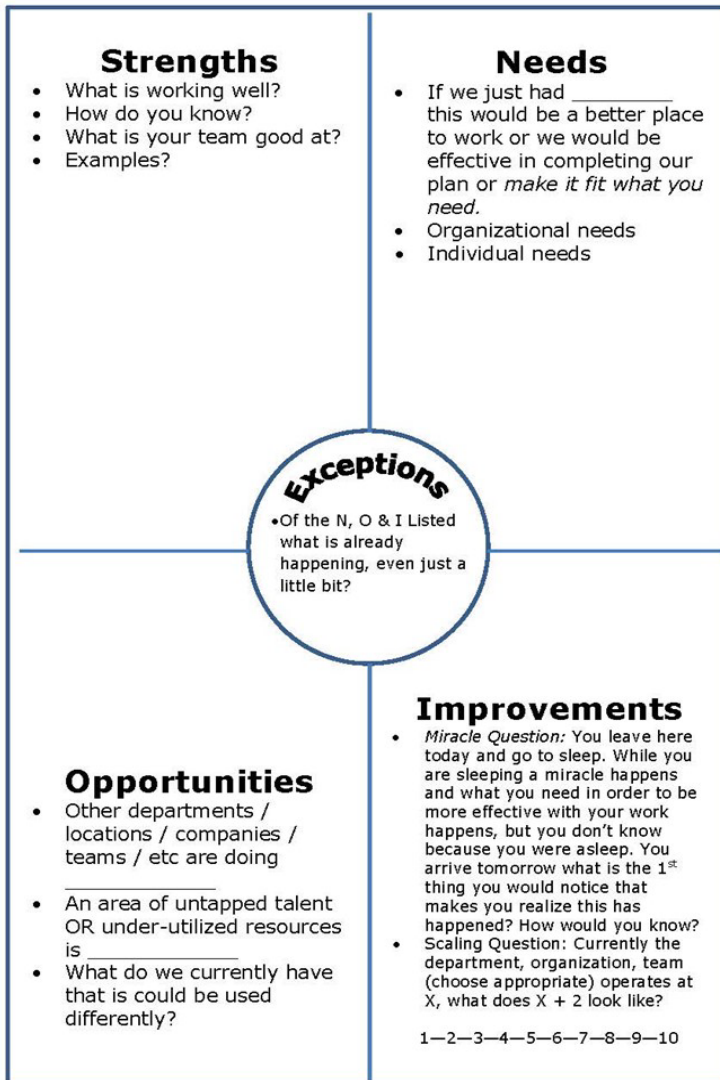 Strengths
• What is working well?
• How do you know?
• What is your team good at?
• Examples?
Needs
• If we just had _________
this would be a better place
to work or we would be
effective in completing our
plan or make it fit what you
need.
• Organizational needs
• Individual needs
Exceptions
•Of the N, O & I Listed
what is already
happening, even just a
little bit?
Opportunities
• Other departments /
locations / companies /
teams / etc are doing
______________
• An area of untapped talent
OR under-utilized resources
is ______________
• What do we currently have
that is could be used
differently?
Improvements
• Miracle Question: You leave here
today and go to sleep. While you
are sleeping a miracle happens
and what you need in order to be
more effective with your work
happens, but you don’t know
because you were asleep. You
arrive tomorrow what is the 1st
thing you would notice that
makes you realize this has
happened? How would you know?
• Scaling Question: Currently the
department, organization, team
(choose appropriate) operates at
X, what does X + 2 look like?
1—2—3—4—5—6—7—8—9—10